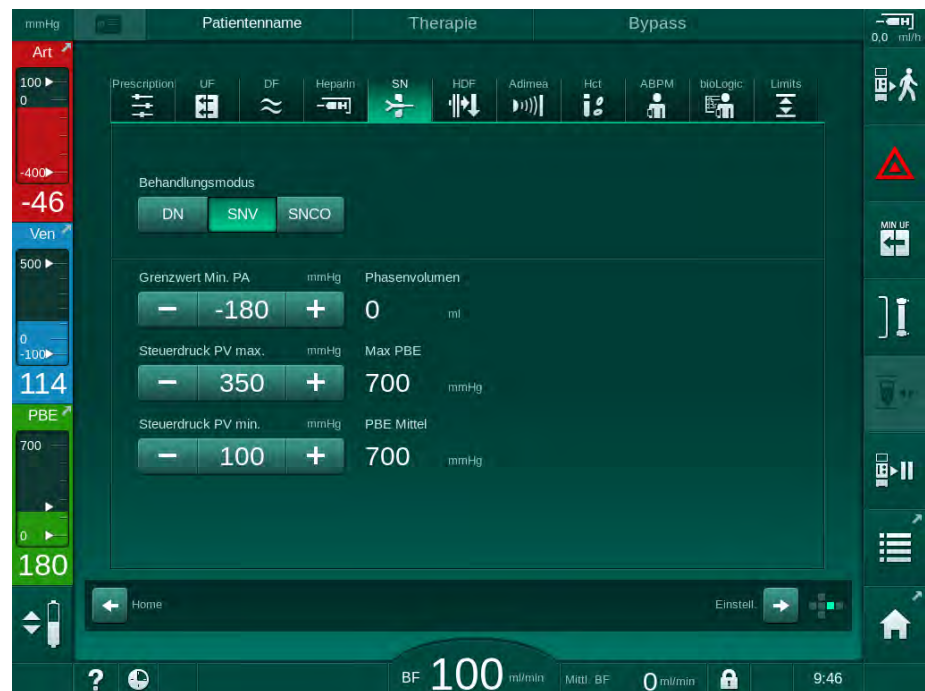 mmHg
Patientenname
Therapie
Bypass
0,0 ml/h
Art
100
0
-400
-46
Ven
500
0
-100
114
PBE
700
0
180
Prescription
UF
DF
Heparin
SN
HDF
Adimea
Hct
ABPM
bioLogic
Limits
Behandlungsmodus
DN SNV SNCO
Grenzwert Min. PA mmHg Phasenvolumen
− -180 + 0 ml
Steuerdruck PV max. mmHg Max PBE
− 350 + 700 mmHg
Steuerdruck PV min. mmHg PBE Mittel
− 100 + 700 mmHg
Home
Einstell.
MIN UF
? BF 100 ml/min Mittl. BF 0 ml/min 9:46